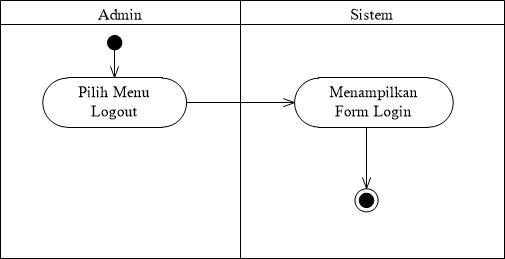 Admin
Sistem
Pilih Menu
Logout
Menampilkan
Form Login